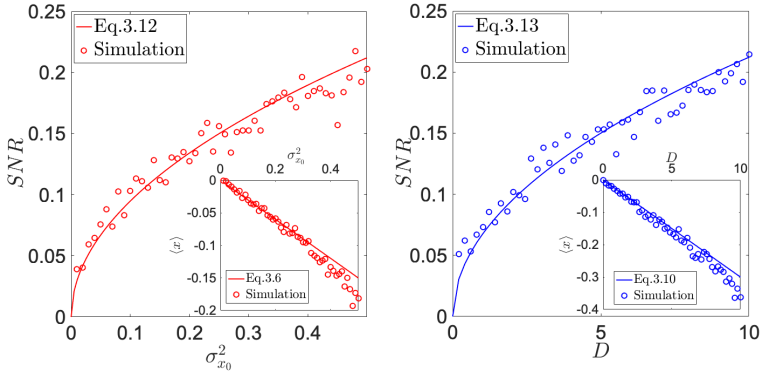 Eq.3.12
Simulation
SNR
0.25
0.2
0.15
0.1
0.05
0
0
0.1
0.2
0.3
0.4
σ²ₓ₀
0
0.2
0.4
σ²ₓ₀
⟨x⟩
0
-0.05
-0.1
-0.15
-0.2
Eq.3.6
Simulation
Eq.3.13
Simulation
SNR
0.25
0.2
0.15
0.1
0.05
0
0
5
10
D
0
5
10
D
⟨x⟩
0
-0.1
-0.2
-0.3
-0.4
Eq.3.10
Simulation